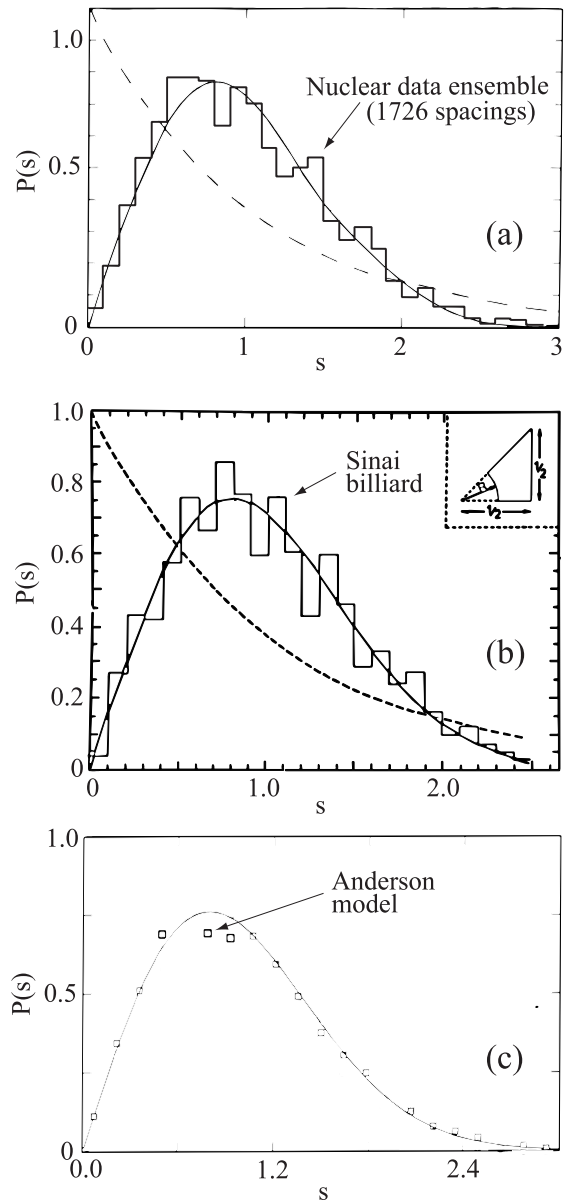 1.0
Nuclear data ensemble
(1726 spacings)
0.5
P(s)
(a)
0
0
1
2
3
s
1.0
Sinai
billiard
R
1/2
1/2
0.8
0.6
P(s)
0.4
(b)
0.2
0
0
1.0
2.0
s
1.0
Anderson
model
0.5
P(s)
(c)
0
0.0
1.2
2.4
s